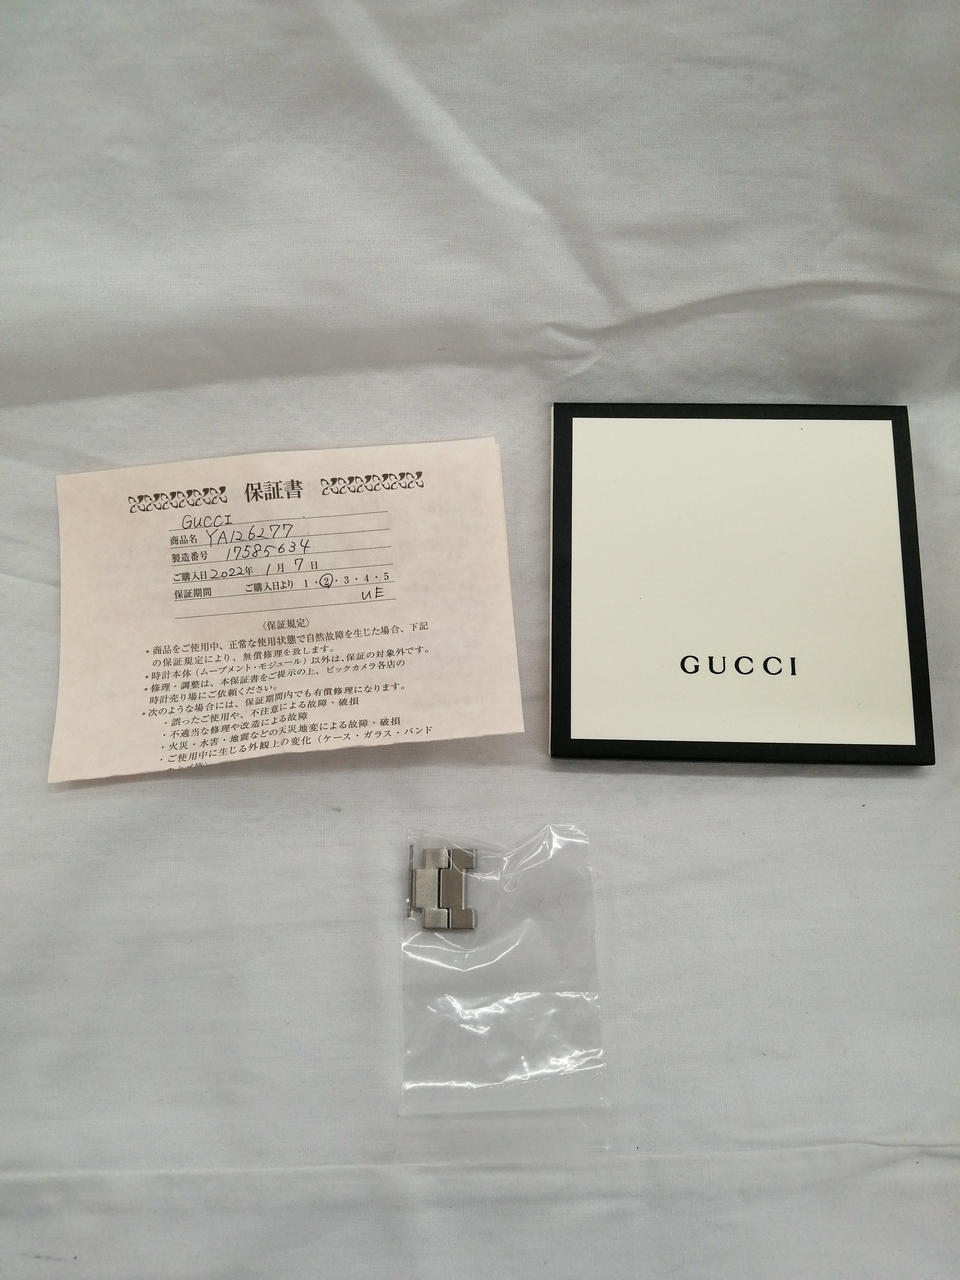 保証書
GUCCI
商品名 YA126277
製造番号 17585634
ご購入日 2022年 1月 7日
保証期間 ご購入日より 1・2・3・4・5
UE
〈保証規定〉
・商品をご使用中、正常な使用状態で自然故障を生じた場合、下記
の保証規定により、無償修理を致します。
・時計本体（ムーブメント・モジュール）以外は、保証の対象外です。
・修理・調整は、本保証書をご提示の上、ビックカメラ各店の
時計売り場にご依頼ください。
・次のような場合には、保証期間内でも有償修理になります。
・誤ったご使用や、不注意による故障・破損
・不適当な修理や改造による故障
・火災・水害・地震などの天災地変による故障・破損
・ご使用中に生じる外観上の変化（ケース・ガラス・バンド
GUCCI